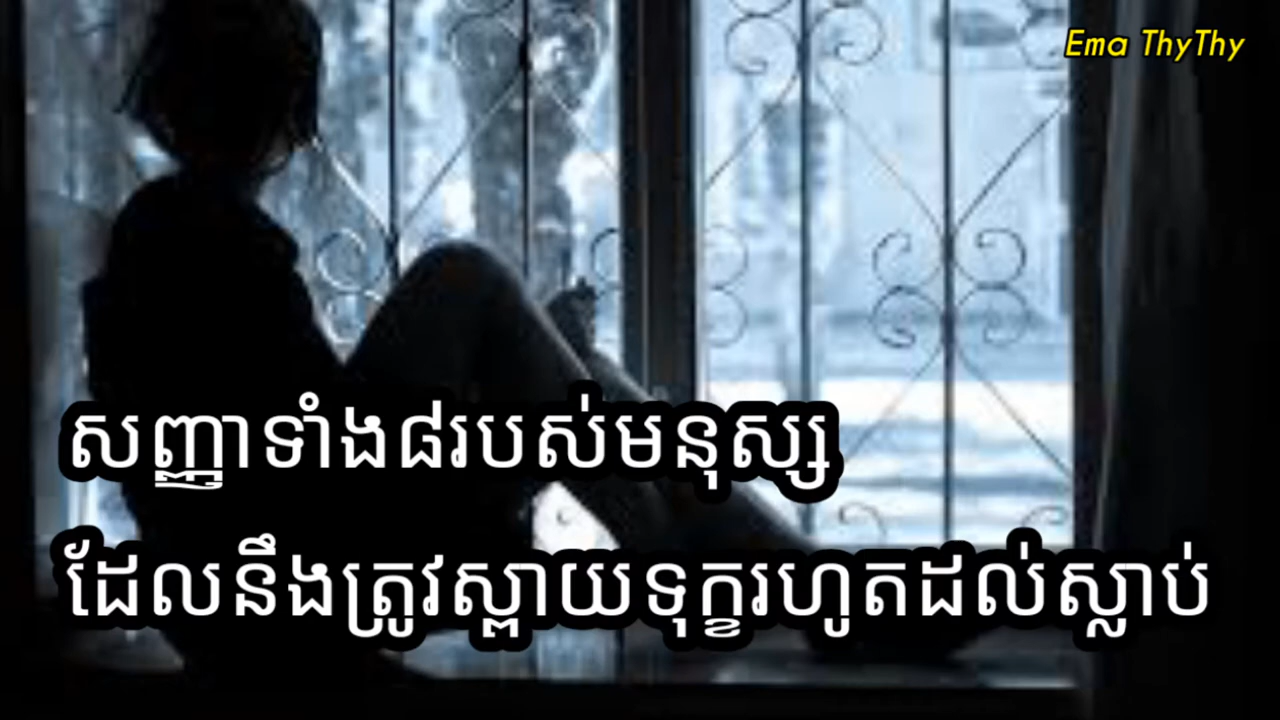 Ema ThyThy
សញ្ញាទាំង៨របស់មនុស្ស
ដែលនឹងត្រូវស្ពាយទុក្ខរហូតដល់ស្លាប់